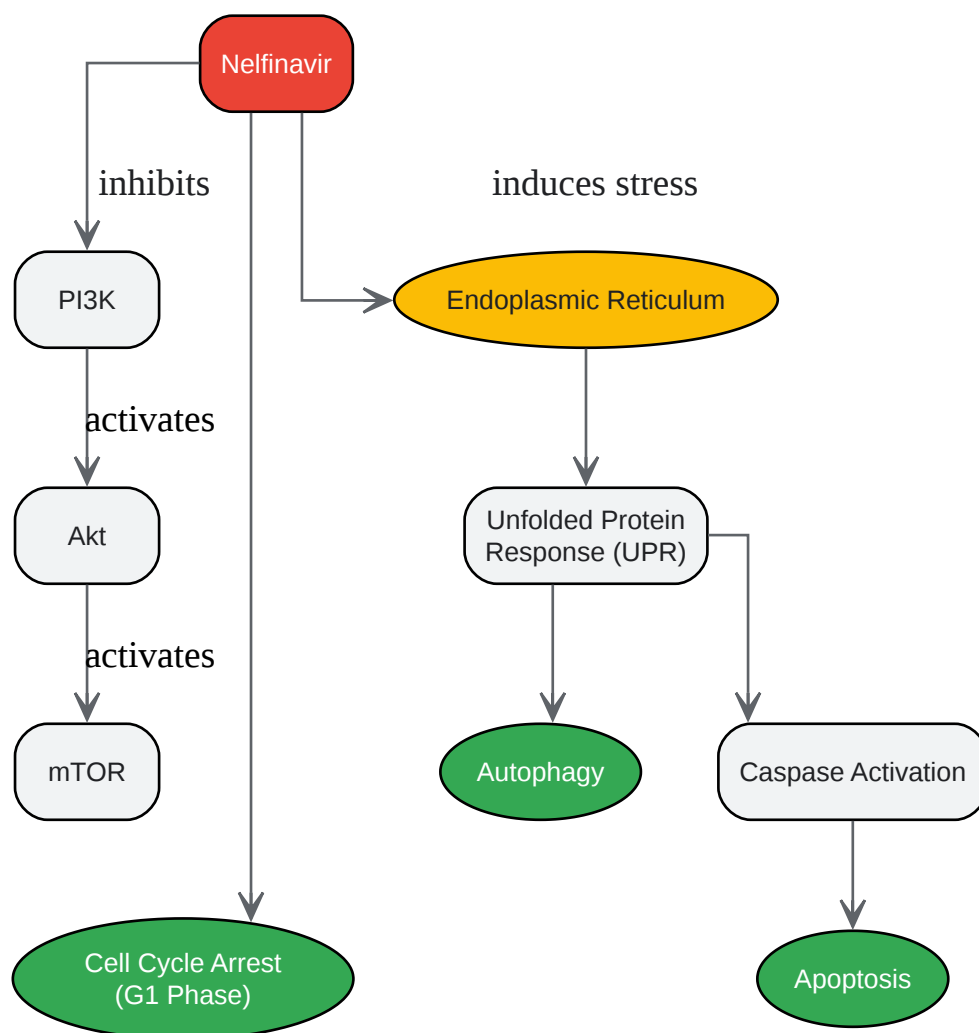 Nelfinavir
inhibits
induces stress
PI3K
Endoplasmic Reticulum
activates
Akt
Unfolded Protein
Response (UPR)
activates
mTOR
Autophagy
Caspase Activation
Cell Cycle Arrest
(G1 Phase)
Apoptosis